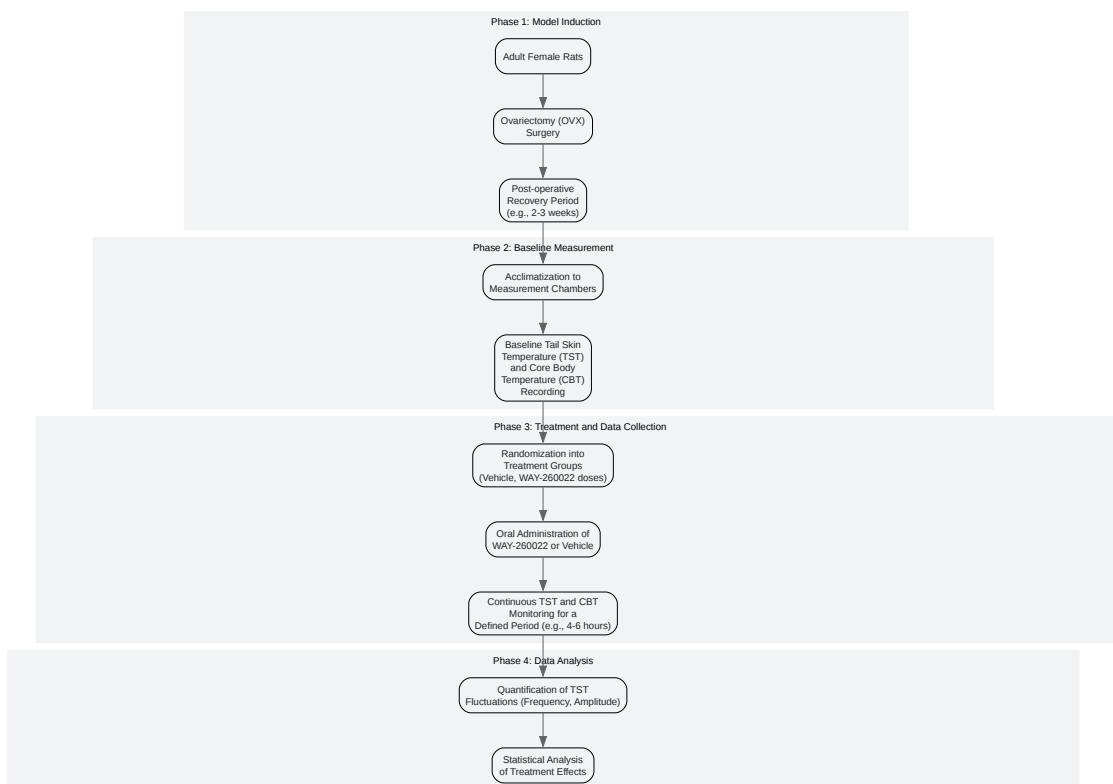 Phase 1: Model Induction
Adult Female Rats
Ovariectomy (OVX)
Surgery
Post-operative
Recovery Period
(e.g., 2-3 weeks)
Phase 2: Baseline Measurement
Acclimatization to
Measurement Chambers
Baseline Tail Skin
Temperature (TST)
and Core Body
Temperature (CBT)
Recording
Phase 3: Treatment and Data Collection
Randomization into
Treatment Groups
(Vehicle, WAY-260022 doses)
Oral Administration of
WAY-260022 or Vehicle
Continuous TST and CBT
Monitoring for a
Defined Period (e.g., 4-6 hours)
Phase 4: Data Analysis
Quantification of TST
Fluctuations (Frequency, Amplitude)
Statistical Analysis
of Treatment Effects